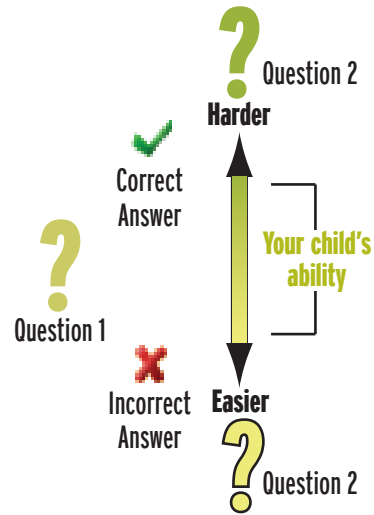 ?
Question 2
Harder
Correct
Answer
Your child's
ability
?
Question 1
Incorrect
Answer
Easier
?
Question 2